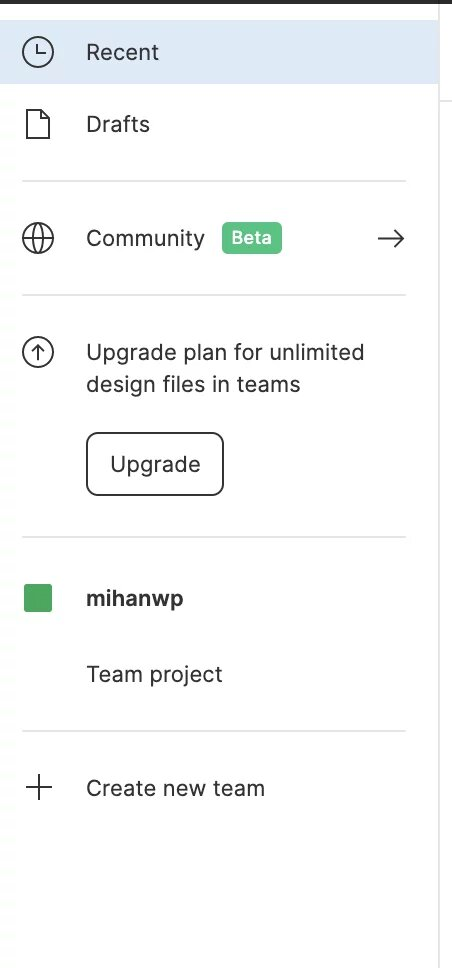 Recent
Drafts
Community Beta
Upgrade plan for unlimited
design files in teams
Upgrade
mihanwp
Team project
Create new team